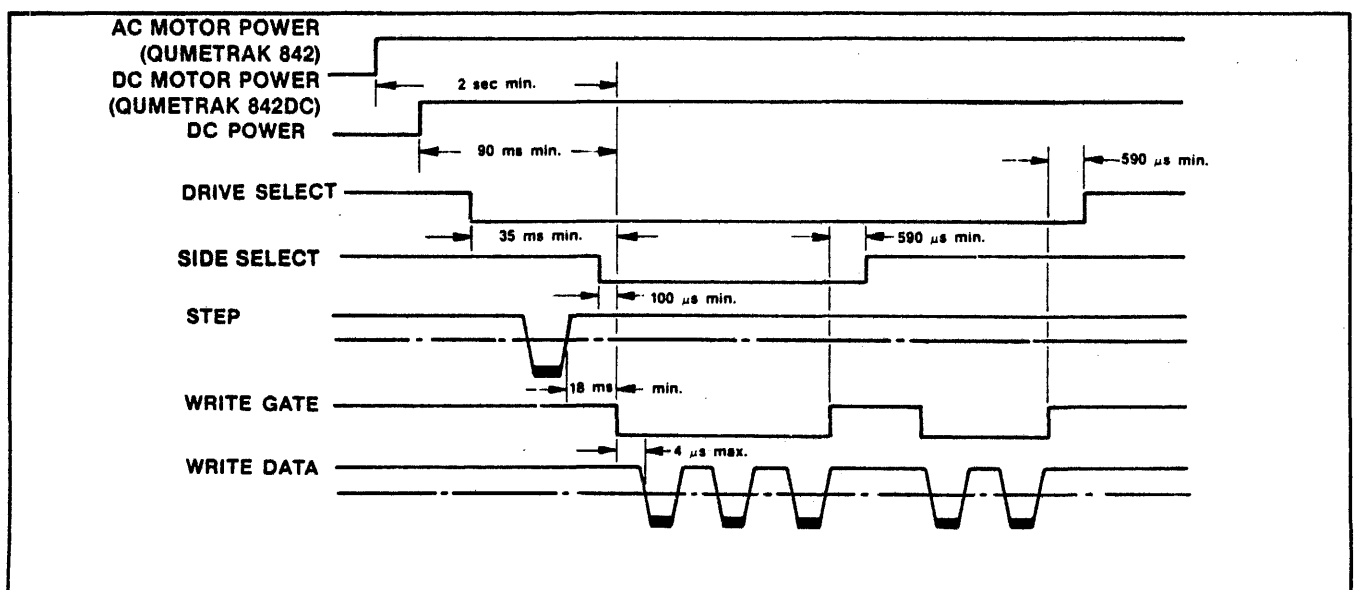 AC MOTOR POWER
(QUMETRAK 842)
2 sec min.
DC MOTOR POWER
(QUMETRAK 842DC)
DC POWER
90 ms min.
590 μs min.
DRIVE SELECT
35 ms min.
590 μs min.
SIDE SELECT
100 μs min.
STEP
18 ms min.
WRITE GATE
4 μs max.
WRITE DATA